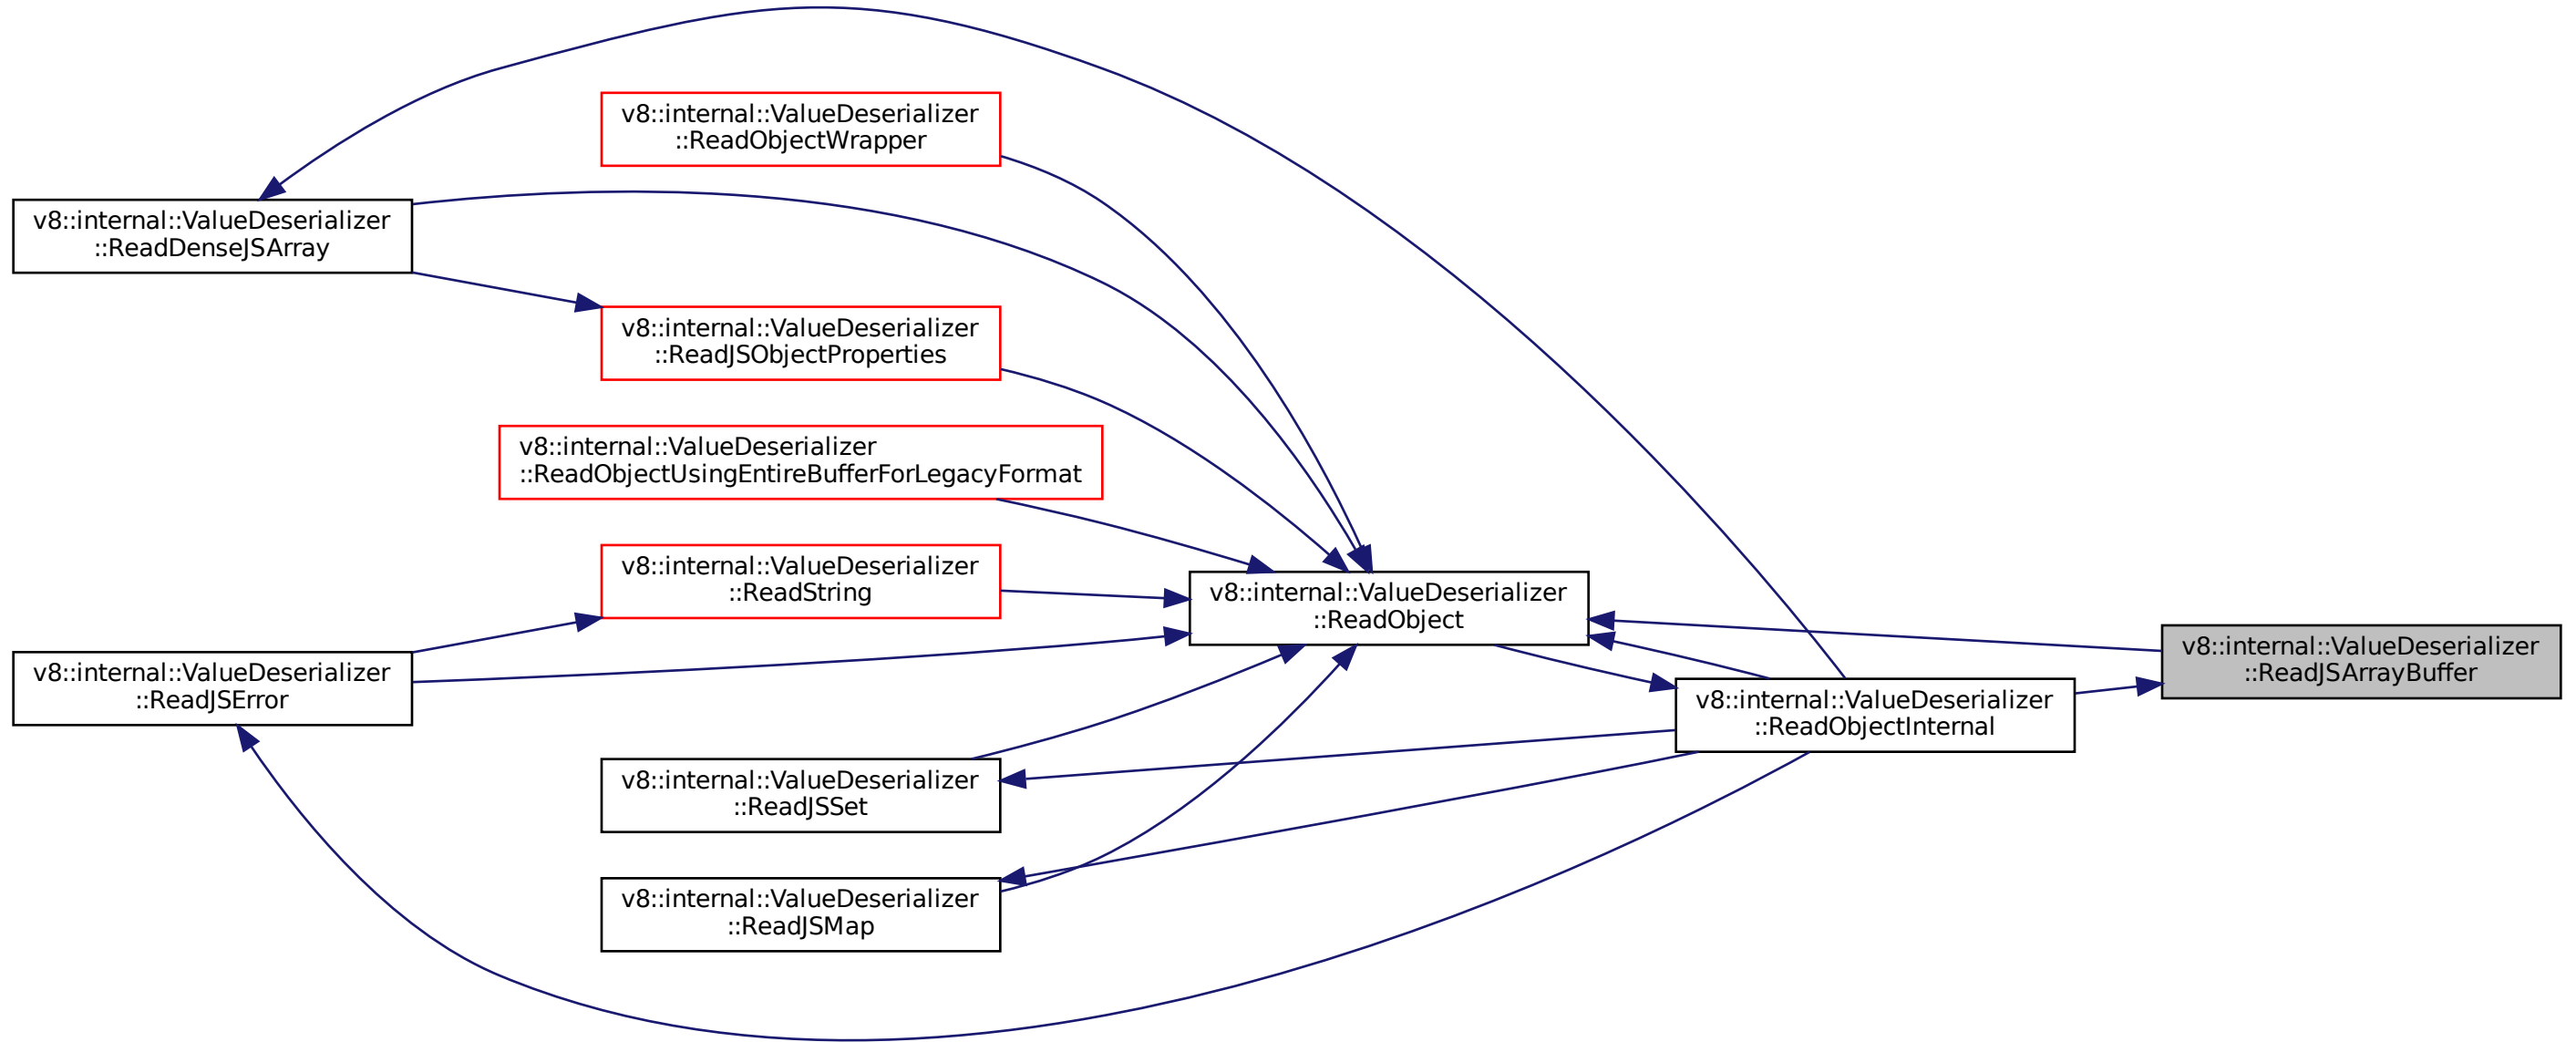 v8::internal::ValueDeserializer
::ReadObjectWrapper
v8::internal::ValueDeserializer
::ReadDenseJSArray
v8::internal::ValueDeserializer
::ReadJSObjectProperties
v8::internal::ValueDeserializer
::ReadObjectUsingEntireBufferForLegacyFormat
v8::internal::ValueDeserializer
::ReadString
v8::internal::ValueDeserializer
::ReadObject
v8::internal::ValueDeserializer
::ReadJSArrayBuffer
v8::internal::ValueDeserializer
::ReadJSError
v8::internal::ValueDeserializer
::ReadObjectInternal
v8::internal::ValueDeserializer
::ReadJSSet
v8::internal::ValueDeserializer
::ReadJSMap